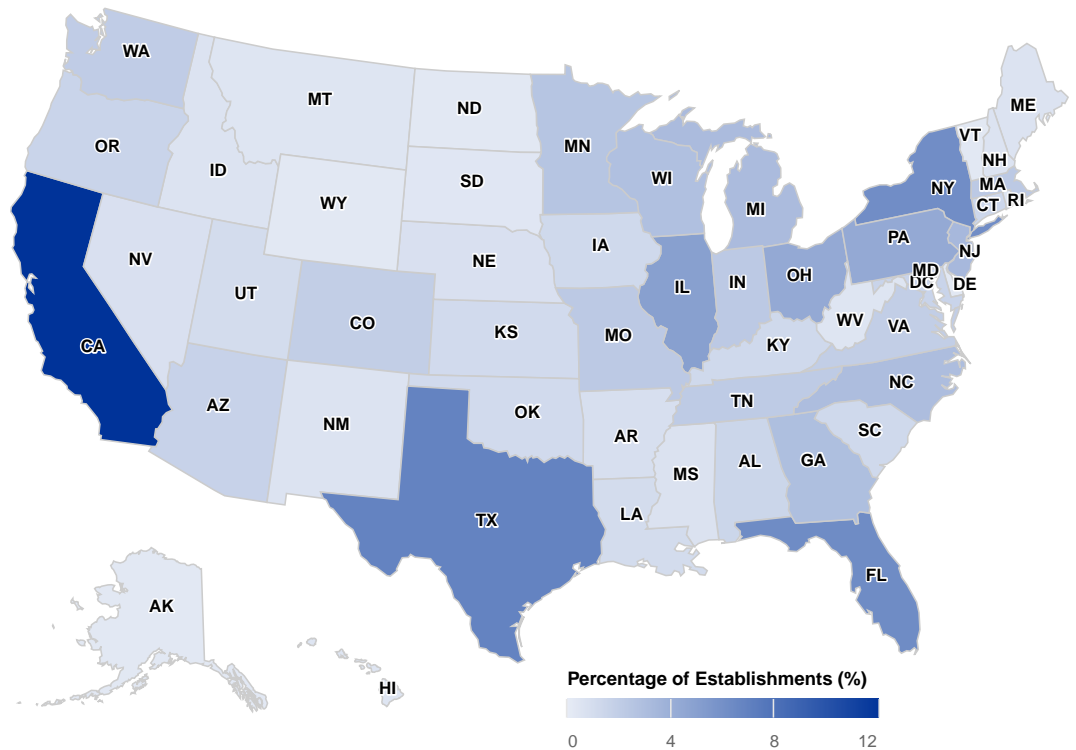 WA
MT
ND
ME
OR
ID
MN
VT
NH
SD
WI
MI
NY
MA
WY
CT
RI
NV
NE
IA
PA
NJ
UT
IL
IN
OH
MD
DC
DE
CO
KS
MO
WV
VA
CA
KY
NC
AZ
NM
OK
TN
AR
SC
MS
AL
GA
TX
LA
FL
AK
HI
Percentage of Establishments (%)
0 4 8 12